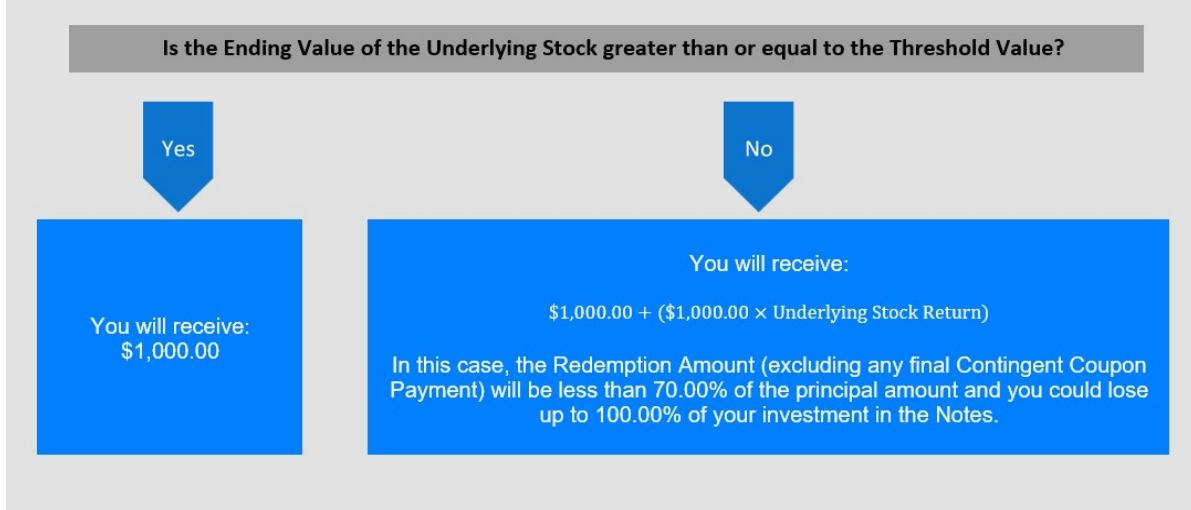 Is the Ending Value of the Underlying Stock greater than or equal to the Threshold Value?
Yes
No
You will receive:
$1,000.00
You will receive:
$1,000.00 + ($1,000.00 × Underlying Stock Return)
In this case, the Redemption Amount (excluding any final Contingent Coupon
Payment) will be less than 70.00% of the principal amount and you could lose
up to 100.00% of your investment in the Notes.